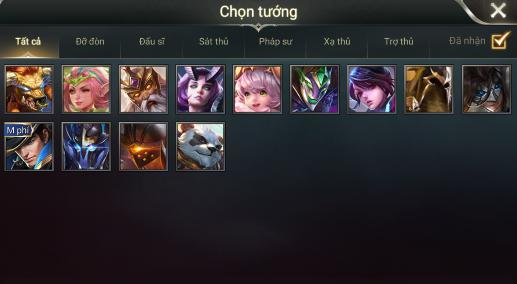 Chọn tướng
Tất cả Đỡ đòn Đấu sĩ Sát thủ Pháp sư Xạ thủ Trợ thủ Đã nhận
M phí